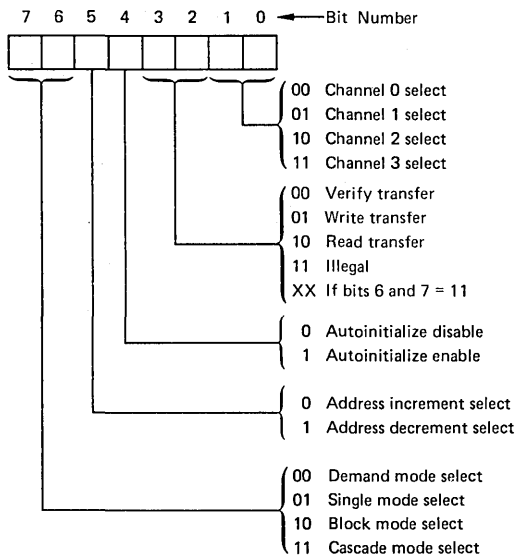 7 6 5 4 3 2 1 0 Bit Number
00 Channel 0 select
01 Channel 1 select
10 Channel 2 select
11 Channel 3 select
00 Verify transfer
01 Write transfer
10 Read transfer
11 Illegal
XX If bits 6 and 7 = 11
0 Autoinitialize disable
1 Autoinitialize enable
0 Address increment select
1 Address decrement select
00 Demand mode select
01 Single mode select
10 Block mode select
11 Cascade mode select